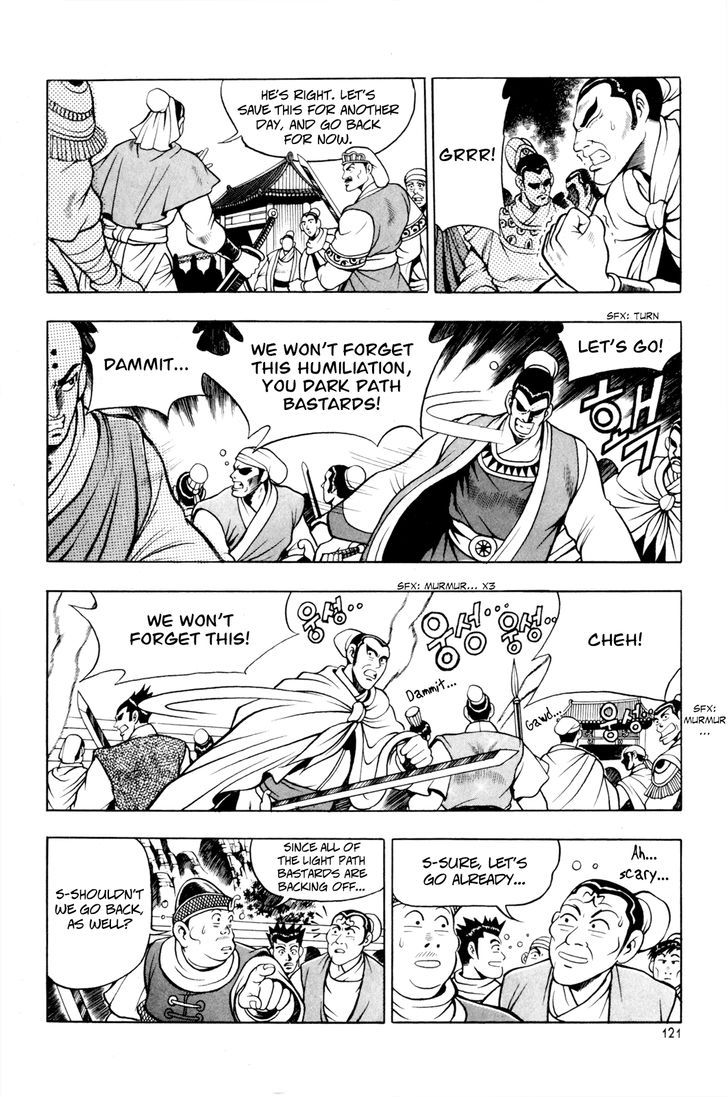 HE'S RIGHT. LET'S
SAVE THIS FOR ANOTHER
DAY, AND GO BACK
FOR NOW.
GRRR!
SFX: TURN
DAMMIT...
WE WON'T FORGET
THIS HUMILIATION,
YOU DARK PATH
BASTARDS!
LET'S GO!
홱
SFX: MURMUR... X3
WE WON'T
FORGET THIS!
웅성··
웅성··
웅성··
Dammit...
CHEH!
Gawd...
웅성··
SFX:
MURMUR
...
S-SHOULDN'T
WE GO BACK,
AS WELL?
SINCE ALL OF
THE LIGHT PATH
BASTARDS ARE
BACKING OFF...
S-SURE, LET'S
GO ALREADY...
Ah...
scary...
121